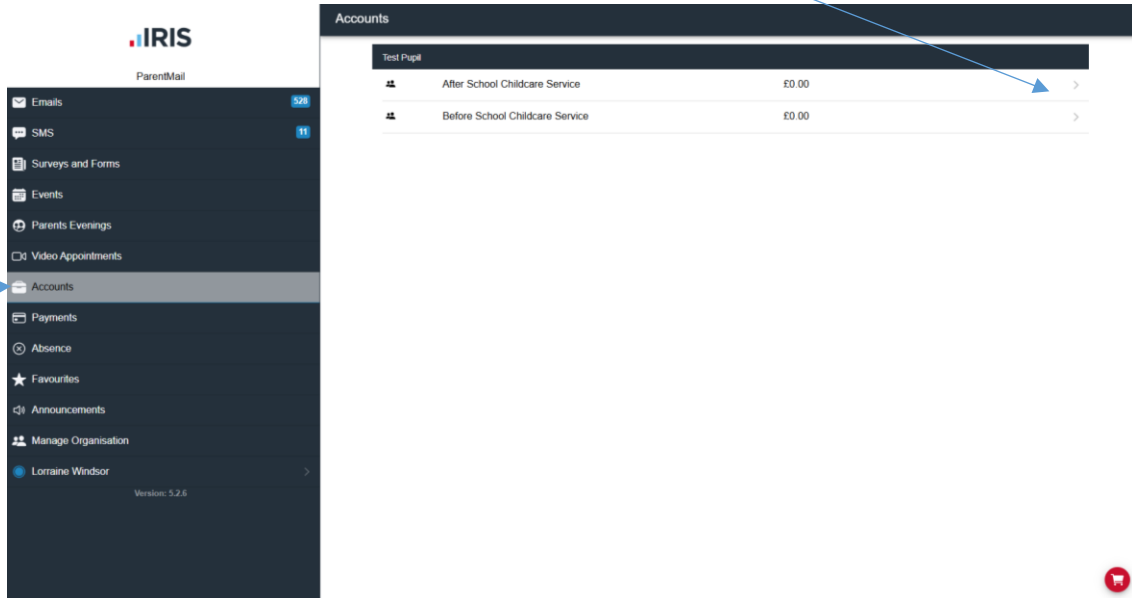 IRIS
ParentMail
Emails 528
SMS 11
Surveys and Forms
Events
Parents Evenings
Video Appointments
Accounts
Payments
Absence
Favourites
Announcements
Manage Organisation
Lorraine Windsor
Version: 5.2.6
Accounts
Test Pupil
After School Childcare Service £0.00
Before School Childcare Service £0.00